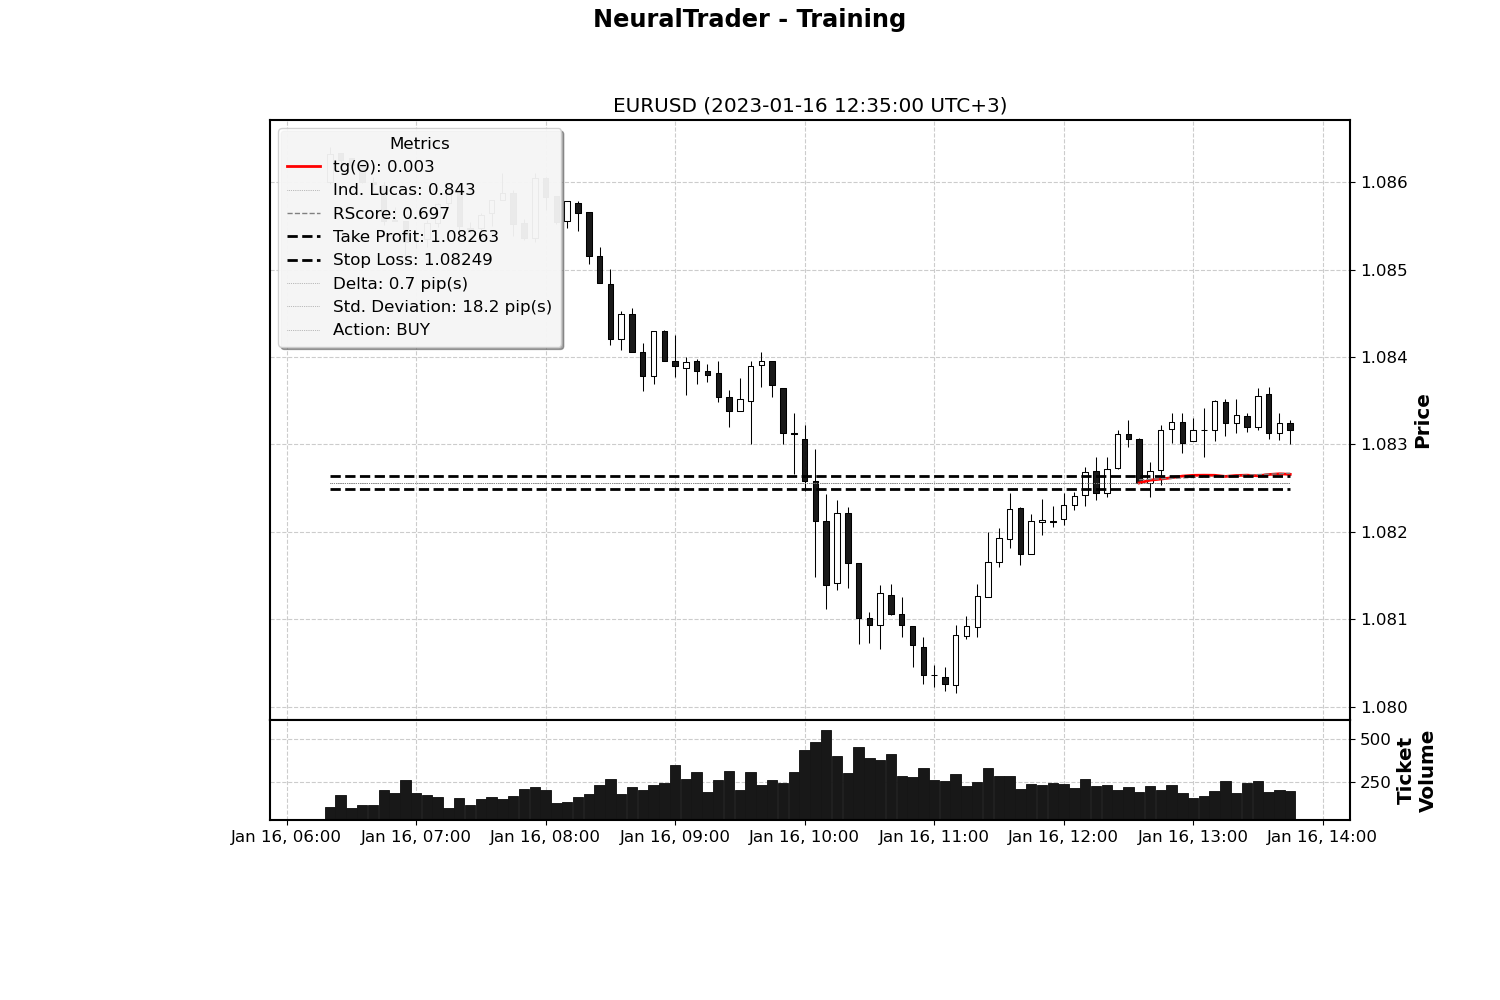 NeuralTrader - Training
EURUSD (2023-01-16 12:35:00 UTC+3)
Metrics
tg(Θ): 0.003
Ind. Lucas: 0.843
RScore: 0.697
Take Profit: 1.08263
Stop Loss: 1.08249
Delta: 0.7 pip(s)
Std. Deviation: 18.2 pip(s)
Action: BUY
1.086
1.085
1.084
1.083
1.082
1.081
1.080
Price
500
250
Ticket
Volume
Jan 16, 06:00
Jan 16, 07:00
Jan 16, 08:00
Jan 16, 09:00
Jan 16, 10:00
Jan 16, 11:00
Jan 16, 12:00
Jan 16, 13:00
Jan 16, 14:00